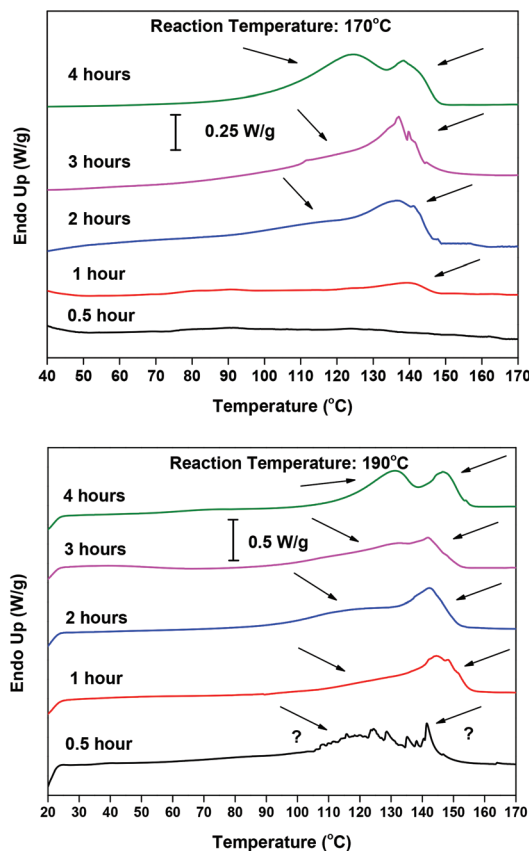 Reaction Temperature: 170°C
4 hours
0.25 W/g
3 hours
2 hours
1 hour
0.5 hour
Endo Up (W/g)
40 50 60 70 80 90 100 110 120 130 140 150 160 170
Temperature (°C)
Reaction Temperature: 190°C
4 hours
0.5 W/g
3 hours
2 hours
1 hour
0.5 hour
?
?
Endo Up (W/g)
20 30 40 50 60 70 80 90 100 110 120 130 140 150 160 170
Temperature (°C)